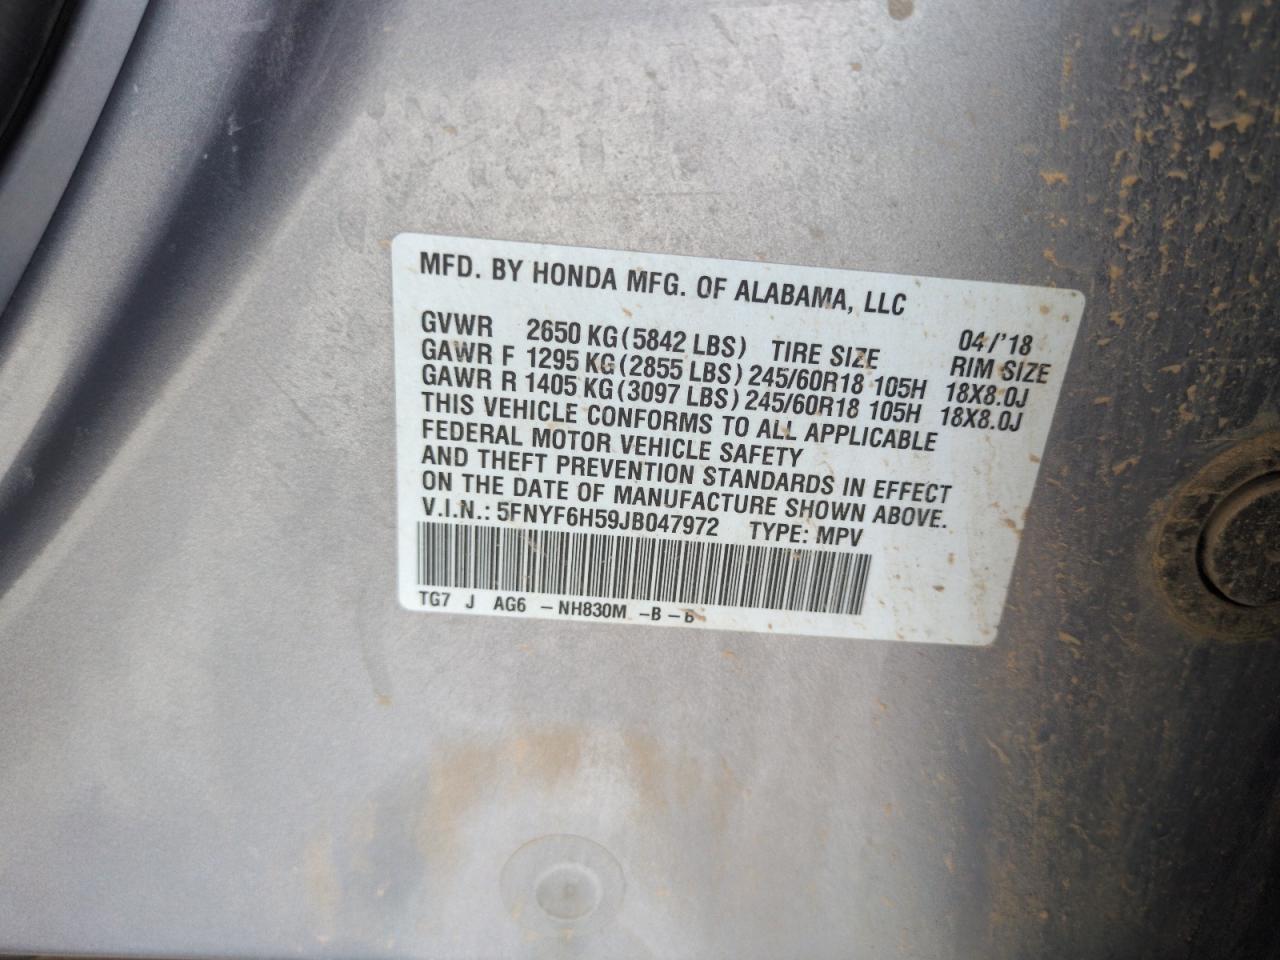 MFD. BY HONDA MFG. OF ALABAMA, LLC
04/'18
GVWR 2650 KG (5842 LBS) TIRE SIZE RIM SIZE
GAWR F 1295 KG (2855 LBS) 245/60R18 105H 18X8.0J
GAWR R 1405 KG (3097 LBS) 245/60R18 105H 18X8.0J
THIS VEHICLE CONFORMS TO ALL APPLICABLE
FEDERAL MOTOR VEHICLE SAFETY
AND THEFT PREVENTION STANDARDS IN EFFECT
ON THE DATE OF MANUFACTURE SHOWN ABOVE.
V.I.N.: 5FNYF6H59JB047972 TYPE: MPV
TG7 J AG6 – NH830M – B – B